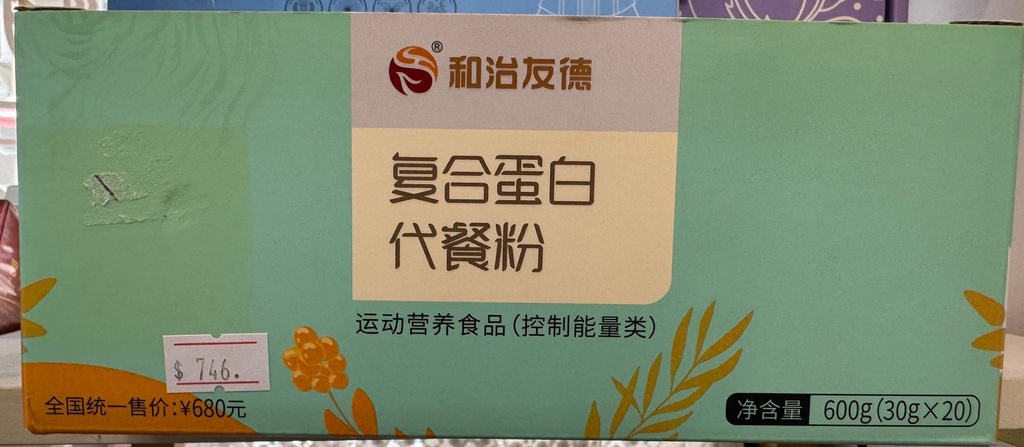 和治友德®
复合蛋白
代餐粉
运动营养食品(控制能量类)
$ 746.
全国统一售价:¥680元
净含量 600g(30g×20)